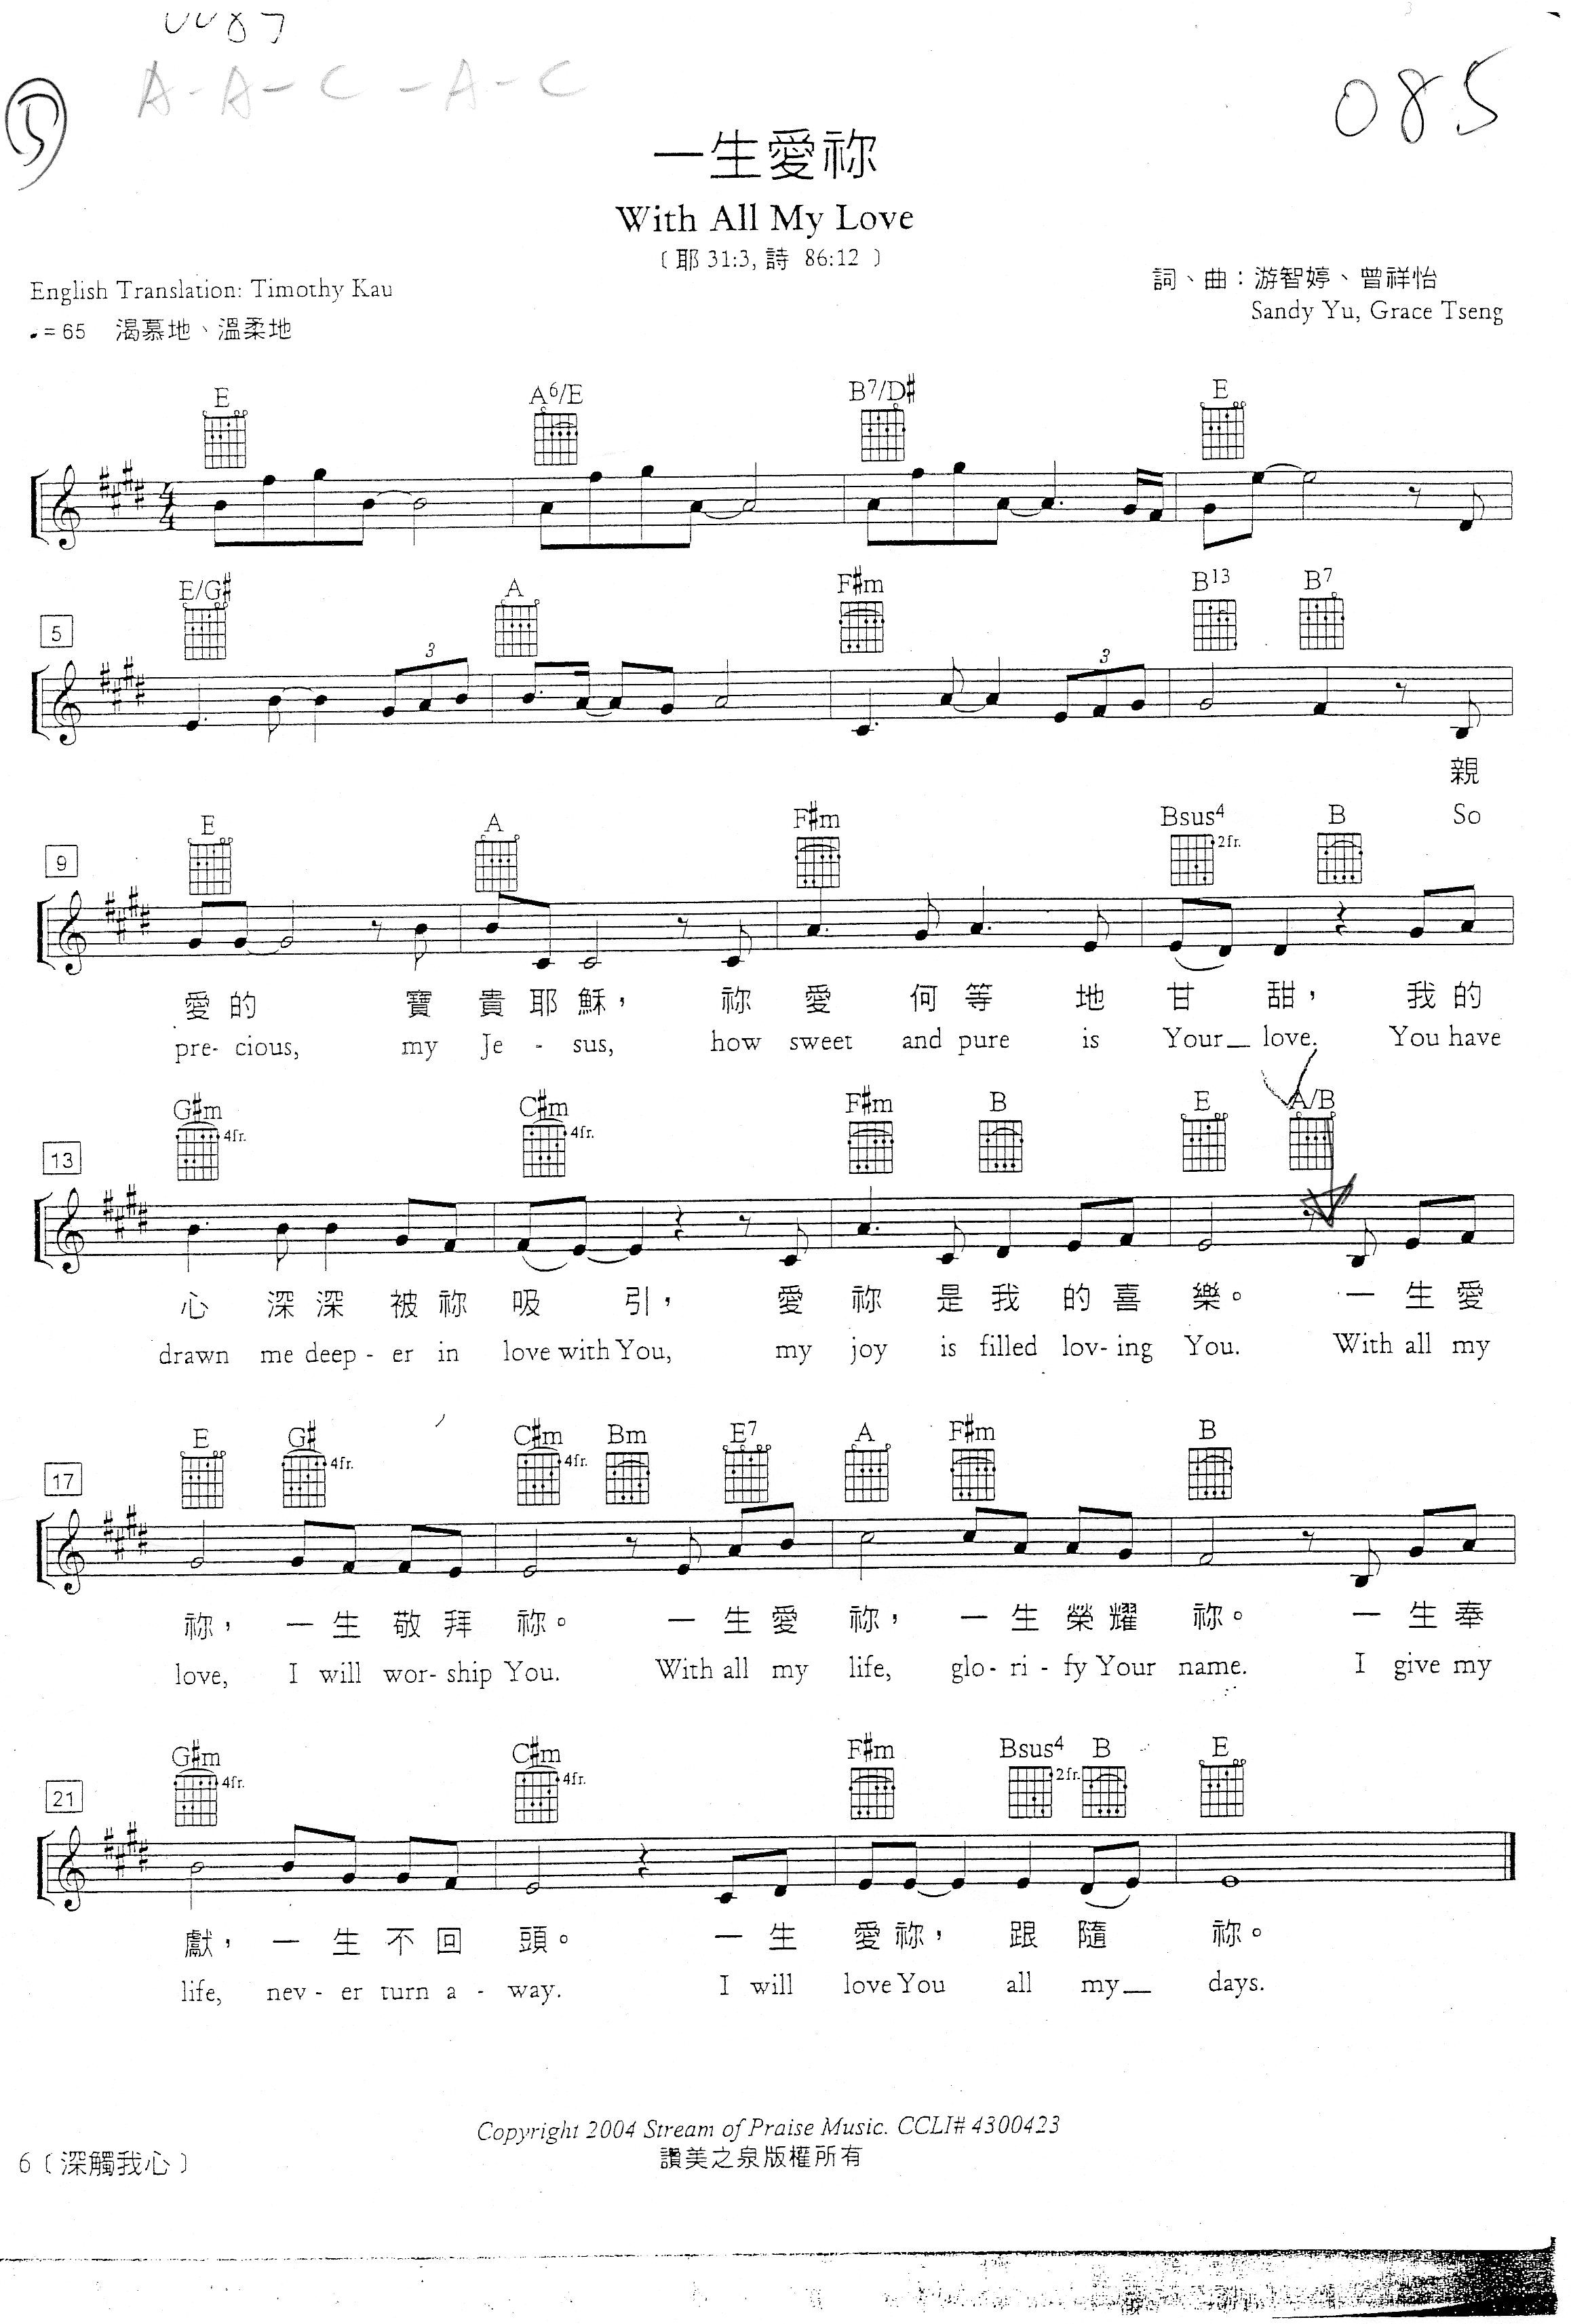 A-A-C-A-C
085
一生愛祢
With All My Love
（耶 31:3, 詩 86:12）
English Translation: Timothy Kau
詞、曲：游智婷、曾祥怡
Sandy Yu, Grace Tseng
♩= 65 渴慕地、溫柔地
E A6/E B7/D# E
4/4
E/G# A F#m B13 B7
5
3 3
親
So
E A F#m Bsus4 2fr. B
9
愛的 寶貴耶穌， 祢愛何等地甘甜， 我的
pre- cious, my Je - sus, how sweet and pure is Your love. You have
G#m 4fr. C#m 4fr. F#m B E A/B
13
心深深被祢吸引， 愛祢是我的喜樂。 一生愛
drawn me deep - er in love with You, my joy is filled lov- ing You. With all my
E G# 4fr. C#m 4fr. Bm E7 A F#m B
17
祢， 一生敬拜祢。 一生愛祢， 一生榮耀祢。 一生奉
love, I will wor- ship You. With all my life, glo- ri - fy Your name. I give my
G#m 4fr. C#m 4fr. F#m Bsus4 2fr. B E
21
獻， 一生不回頭。 一生愛祢， 跟隨祢。
life, nev - er turn a - way. I will love You all my days.
Copyright 2004 Stream of Praise Music. CCLI# 4300423
讚美之泉版權所有
6（深觸我心）